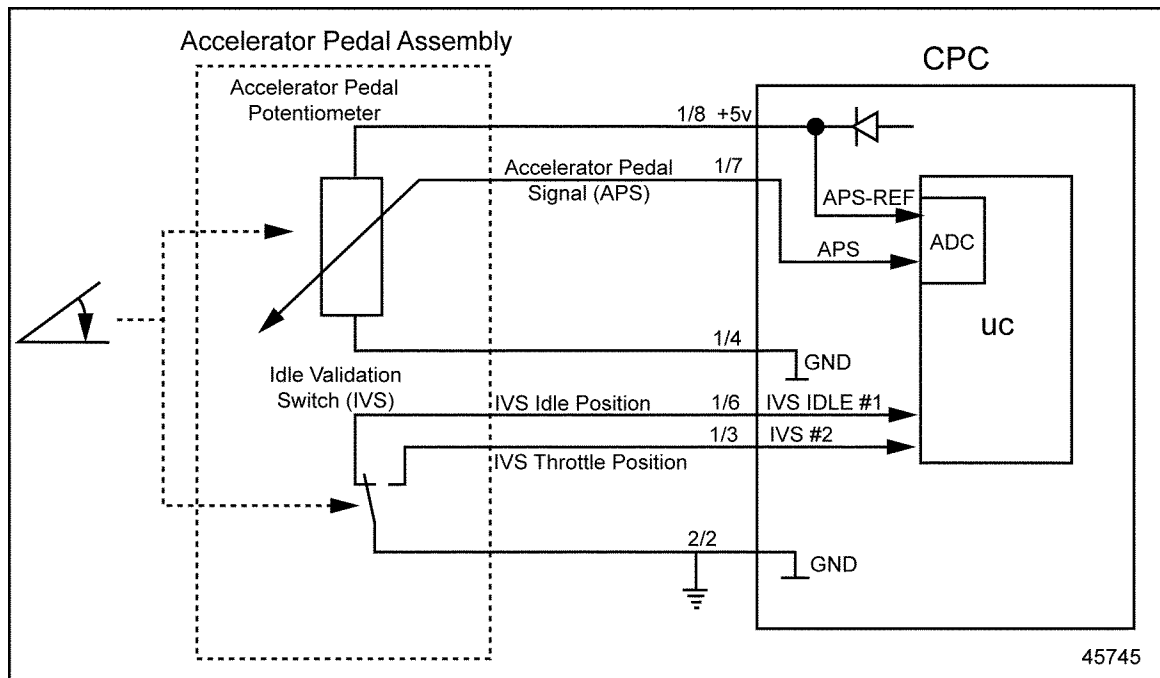 Accelerator Pedal Assembly
CPC
Accelerator Pedal
Potentiometer
1/8 +5v
Accelerator Pedal
Signal (APS)
1/7
APS-REF
ADC
APS
uc
1/4
GND
Idle Validation
Switch (IVS)
IVS Idle Position
1/6
IVS IDLE #1
1/3
IVS #2
IVS Throttle Position
2/2
GND
45745